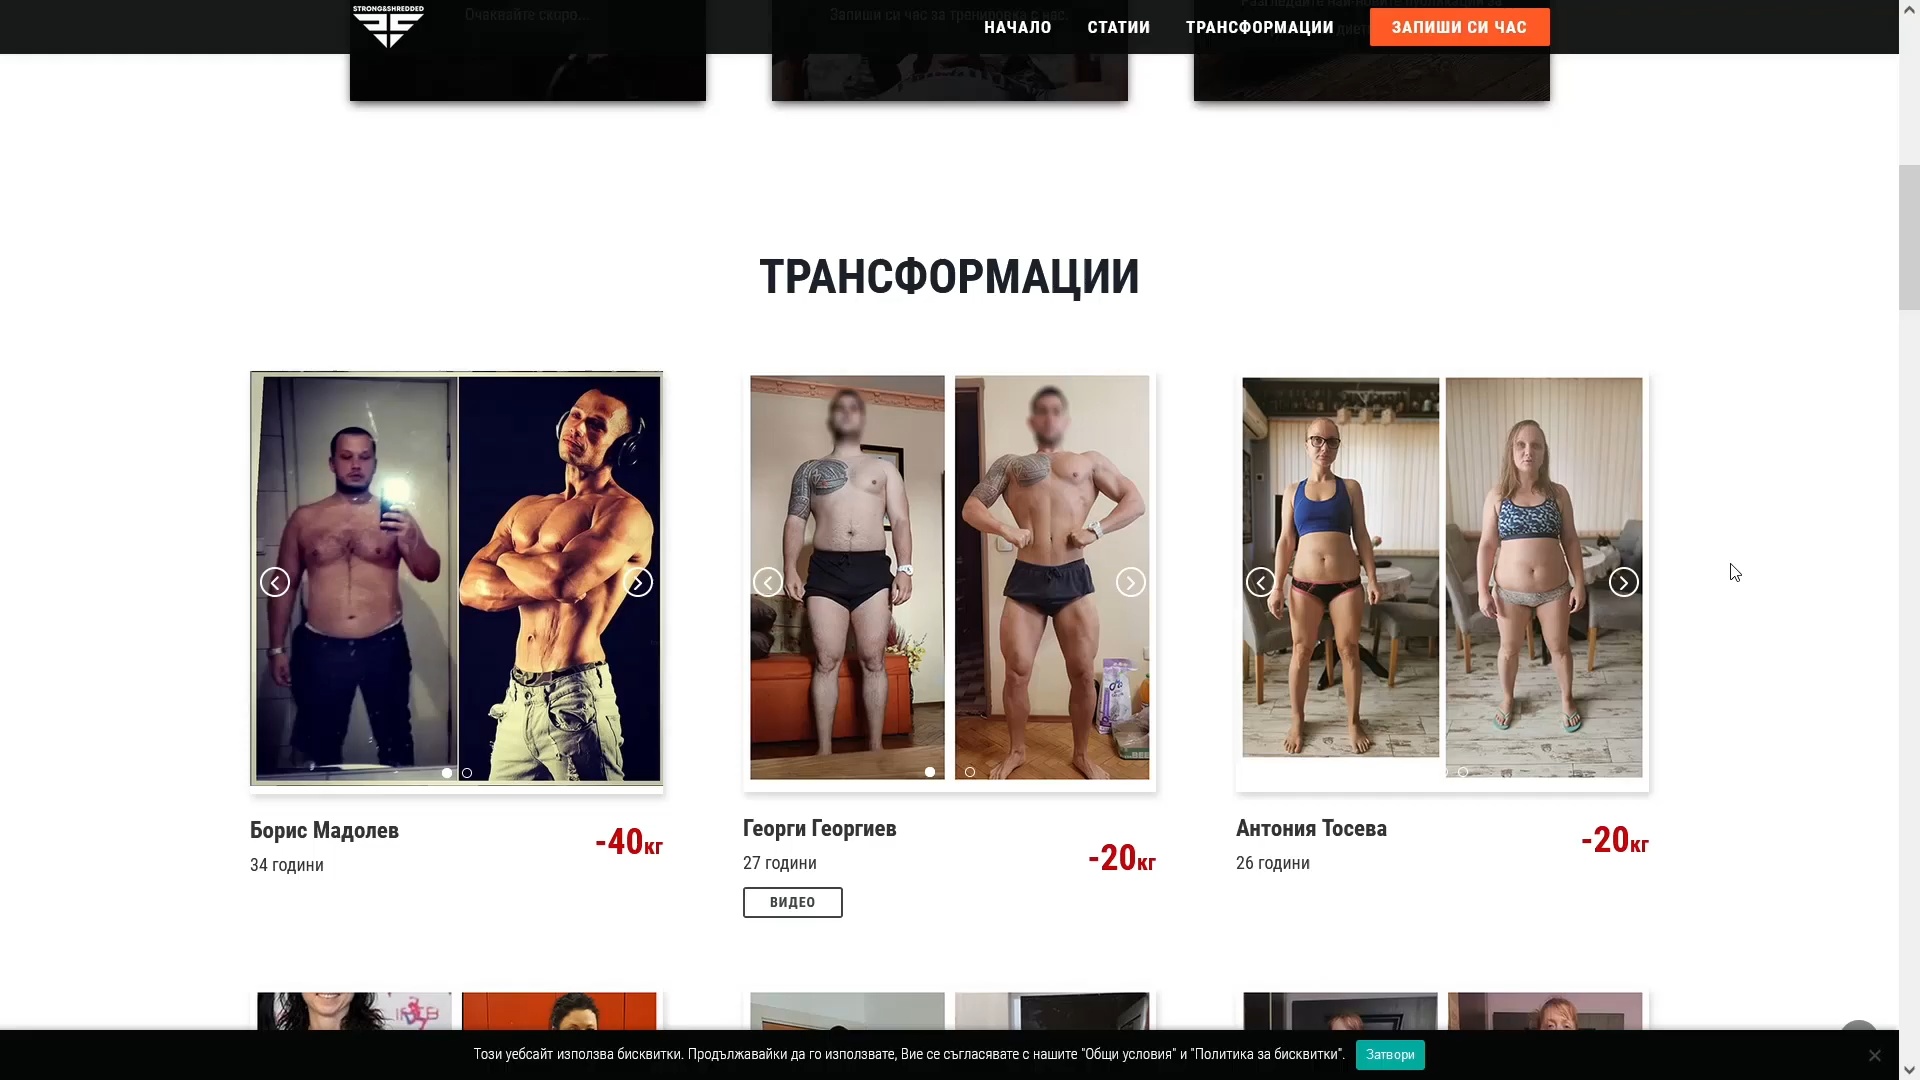 STRONG&SHREDDED
Очаквайте скоро...
Запиши си час за тренировка с нас.
НАЧАЛО
СТАТИИ
ТРАНСФОРМАЦИИ
ЗАПИШИ СИ ЧАС
ТРАНСФОРМАЦИИ
Борис Мадолев
34 години
-40кг
Георги Георгиев
27 години
-20кг
ВИДЕО
Антония Тосева
26 години
-20кг
Този уебсайт използва бисквитки. Продължавайки да го използвате, Вие се съгласявате с нашите "Общи условия" и "Политика за бисквитки".
Затвори